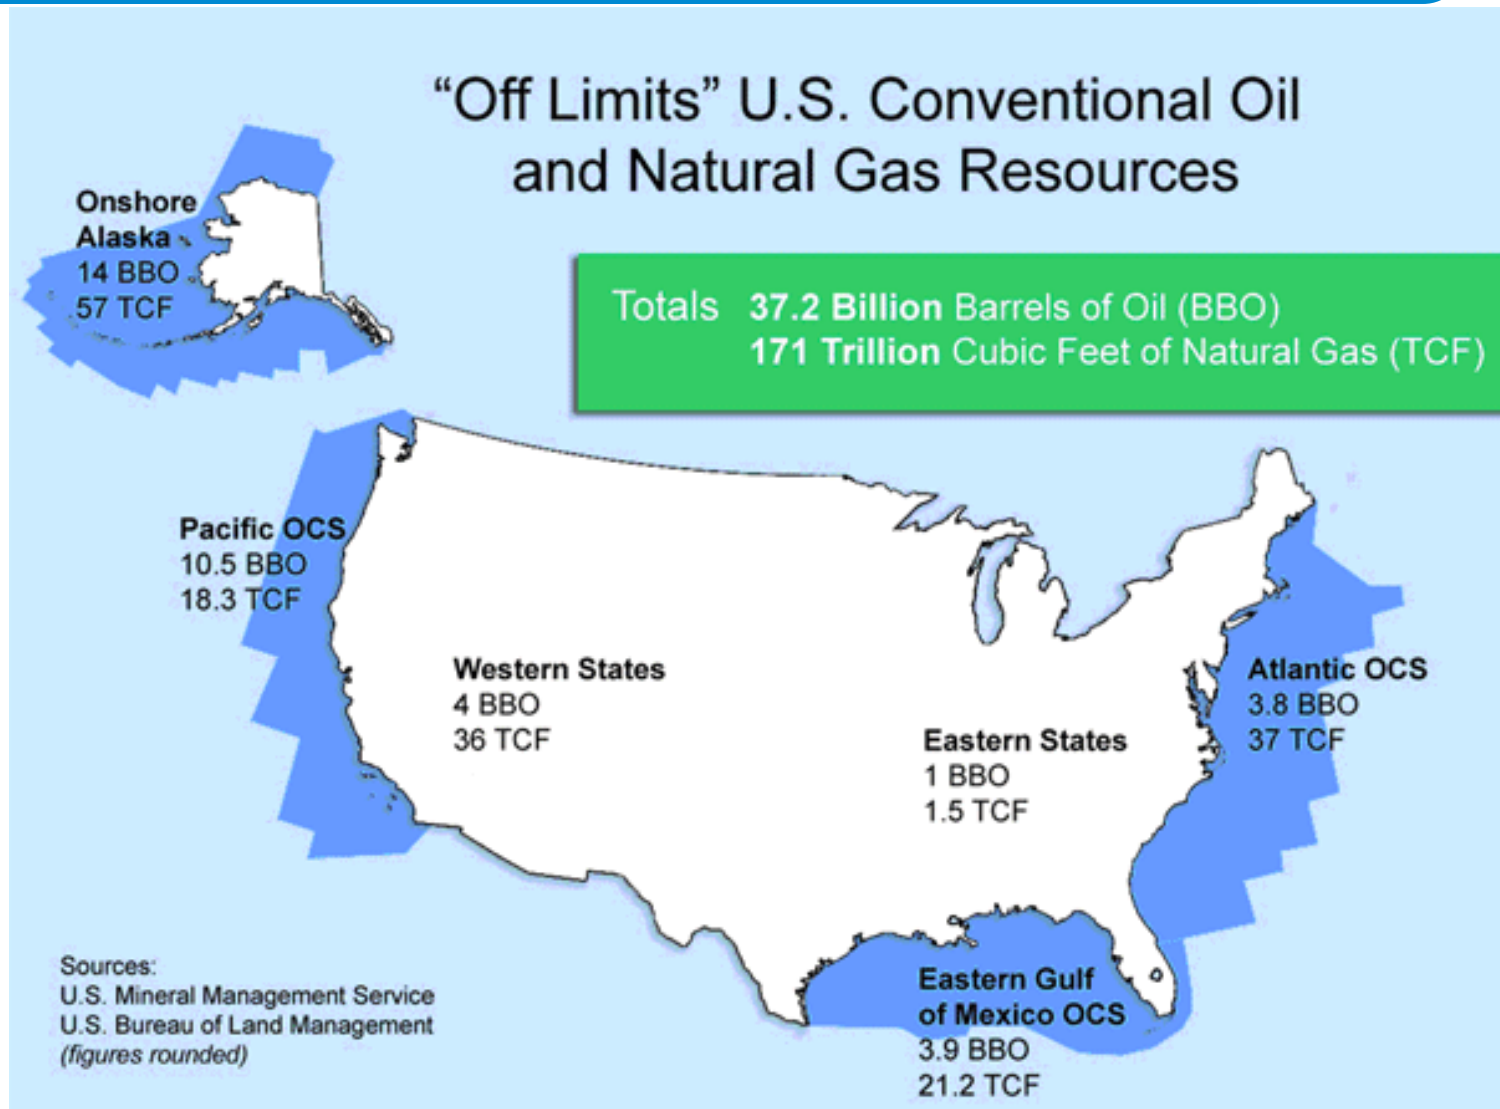 “Off Limits” U.S. Conventional Oil
and Natural Gas Resources
Onshore
Alaska
14 BBO
57 TCF
Totals 37.2 Billion Barrels of Oil (BBO)
171 Trillion Cubic Feet of Natural Gas (TCF)
Pacific OCS
10.5 BBO
18.3 TCF
Western States
4 BBO
36 TCF
Eastern States
1 BBO
1.5 TCF
Atlantic OCS
3.8 BBO
37 TCF
Eastern Gulf
of Mexico OCS
3.9 BBO
21.2 TCF
Sources:
U.S. Mineral Management Service
U.S. Bureau of Land Management
(figures rounded)